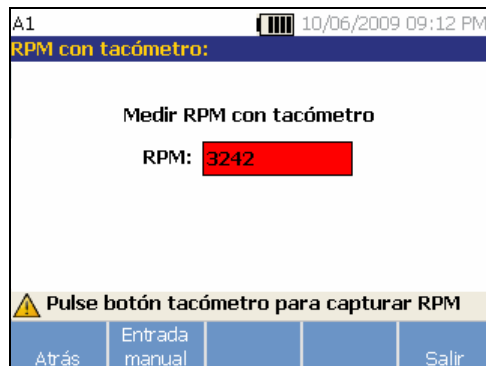 A1 10/06/2009 09:12 PM
RPM con tacómetro:
Medir RPM con tacómetro
RPM: 3242
Pulse botón tacómetro para capturar RPM
Atrás Entrada manual Salir